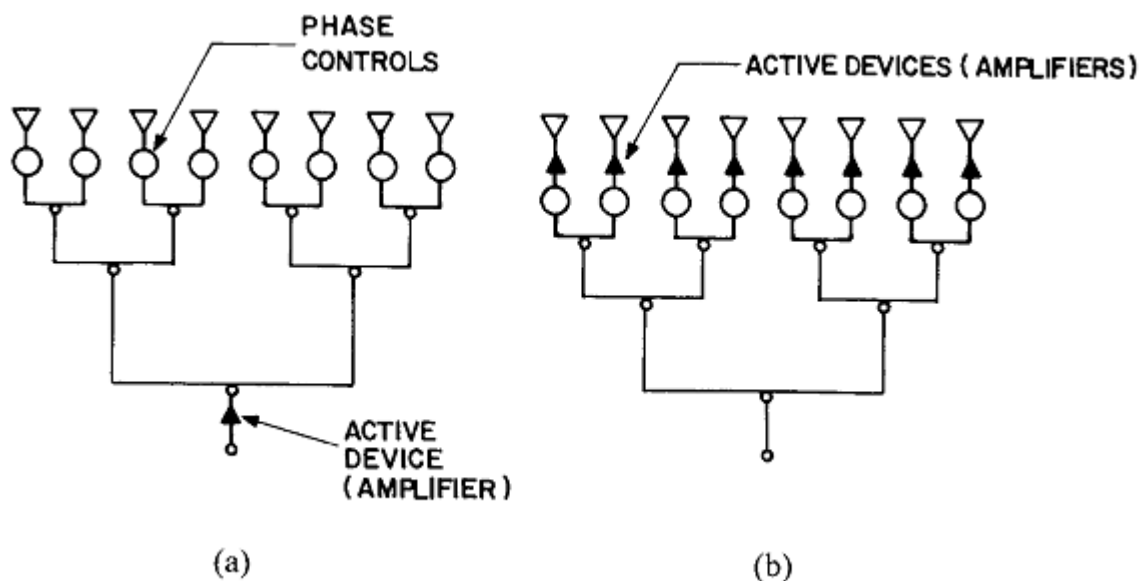 PHASE
CONTROLS
ACTIVE DEVICES (AMPLIFIERS)
ACTIVE
DEVICE
(AMPLIFIER)
(a)
(b)